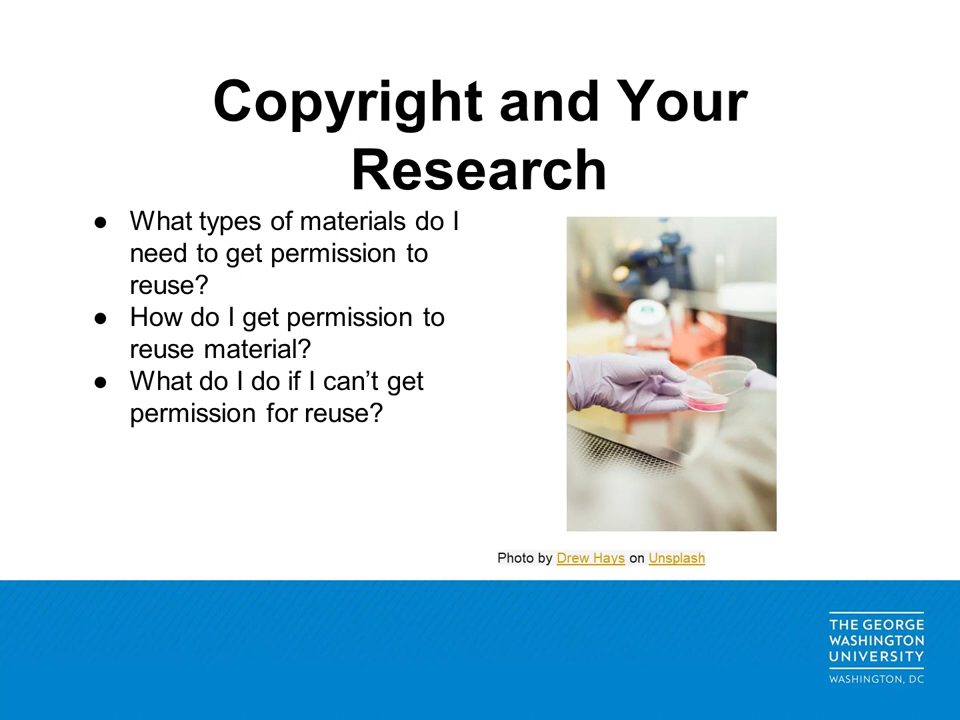 Copyright and Your
Research
● What types of materials do I
need to get permission to
reuse?
● How do I get permission to
reuse material?
● What do I do if I can’t get
permission for reuse?
Photo by Drew Hays on Unsplash
THE GEORGE
WASHINGTON
UNIVERSITY
WASHINGTON, DC